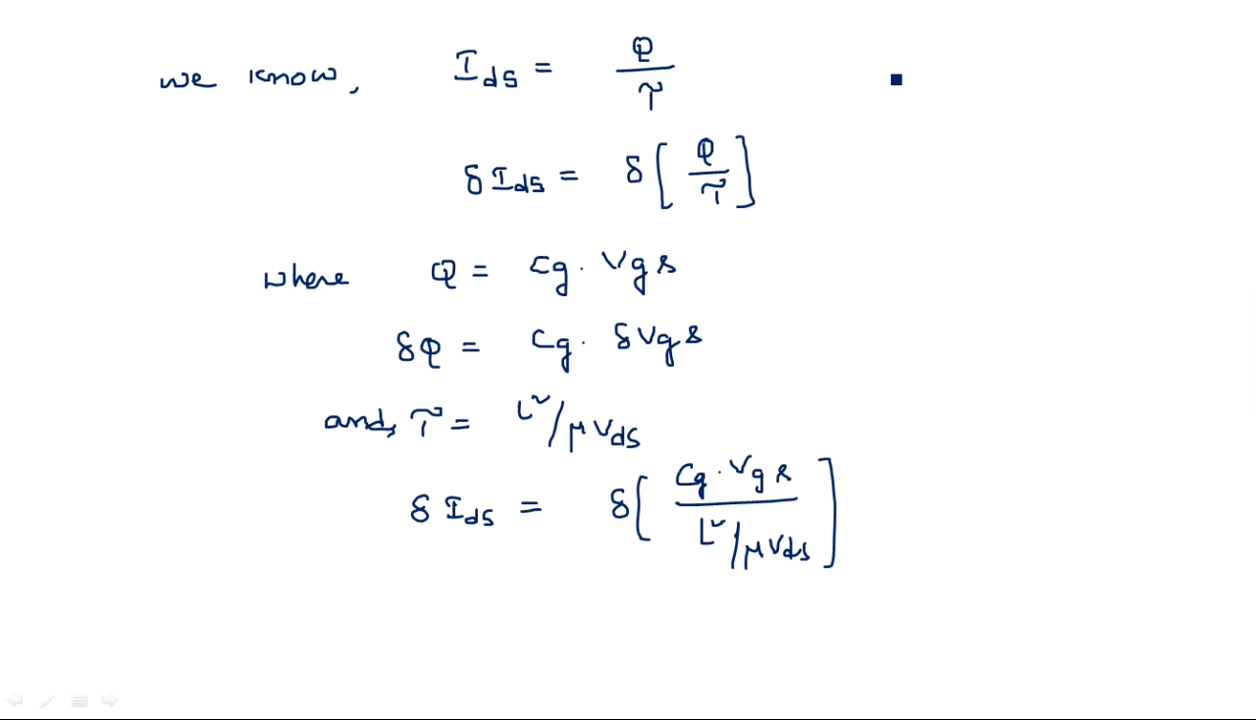 we know, Ids = Q / τ
δIds = δ[Q / τ]
where Q = Cg. Vgs
δQ = Cg. δVgs
and, τ = L²/μVds
δIds = δ[Cg.Vgs / L²/μVds]